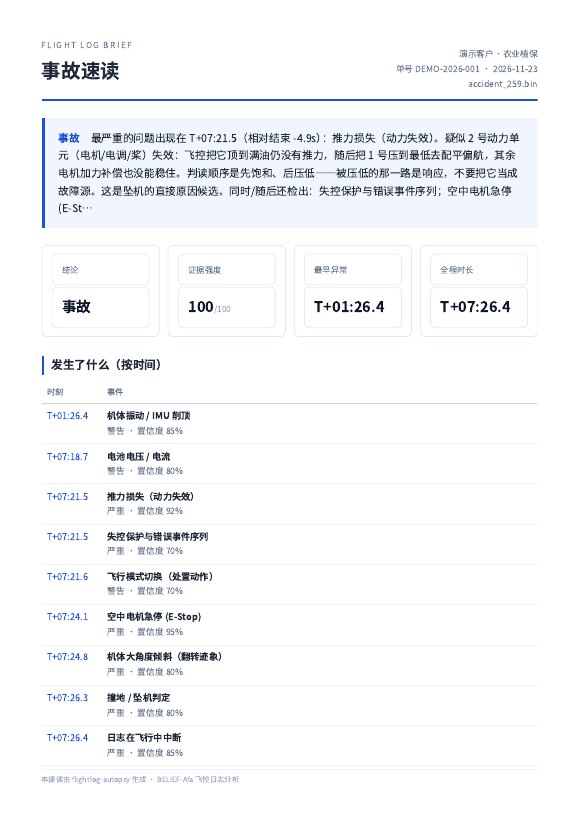 FLIGHT LOG BRIEF
事故速读
演示客户 · 农业植保
单号 DEMO-2026-001 · 2026-11-23
accident_259.bin
事故 最严重的问题出现在 T+07:21.5（相对结束 -4.9s）：推力损失（动力失效）。疑似 2 号动力单
元（电机/电调/桨）失效：飞控把它顶到满油仍没有推力，随后把 1 号压到最低去配平偏航，其余
电机加力补偿也没能稳住。判读顺序是先饱和、后压低——被压低的那一路是响应，不要把它当成
故障源。这是坠机的直接原因候选。同时/随后还检出：失控保护与错误事件序列；空中电机急停
(E-St…
结论
事故
证据强度
100/100
最早异常
T+01:26.4
全程时长
T+07:26.4
发生了什么（按时间）
时刻 事件
T+01:26.4 机体振动 / IMU 削顶
警告 · 置信度 85%
T+07:18.7 电池电压 / 电流
警告 · 置信度 80%
T+07:21.5 推力损失（动力失效）
严重 · 置信度 92%
T+07:21.5 失控保护与错误事件序列
严重 · 置信度 70%
T+07:21.6 飞行模式切换（处置动作）
警告 · 置信度 70%
T+07:24.1 空中电机急停 (E-Stop)
严重 · 置信度 95%
T+07:24.8 机体大角度倾斜（翻转迹象）
严重 · 置信度 80%
T+07:26.3 撞地 / 坠机判定
严重 · 置信度 80%
T+07:26.4 日志在飞行中中断
严重 · 置信度 85%
本速读由 flightlog-autopsy 生成 · BELIEF-Afa 飞控日志分析